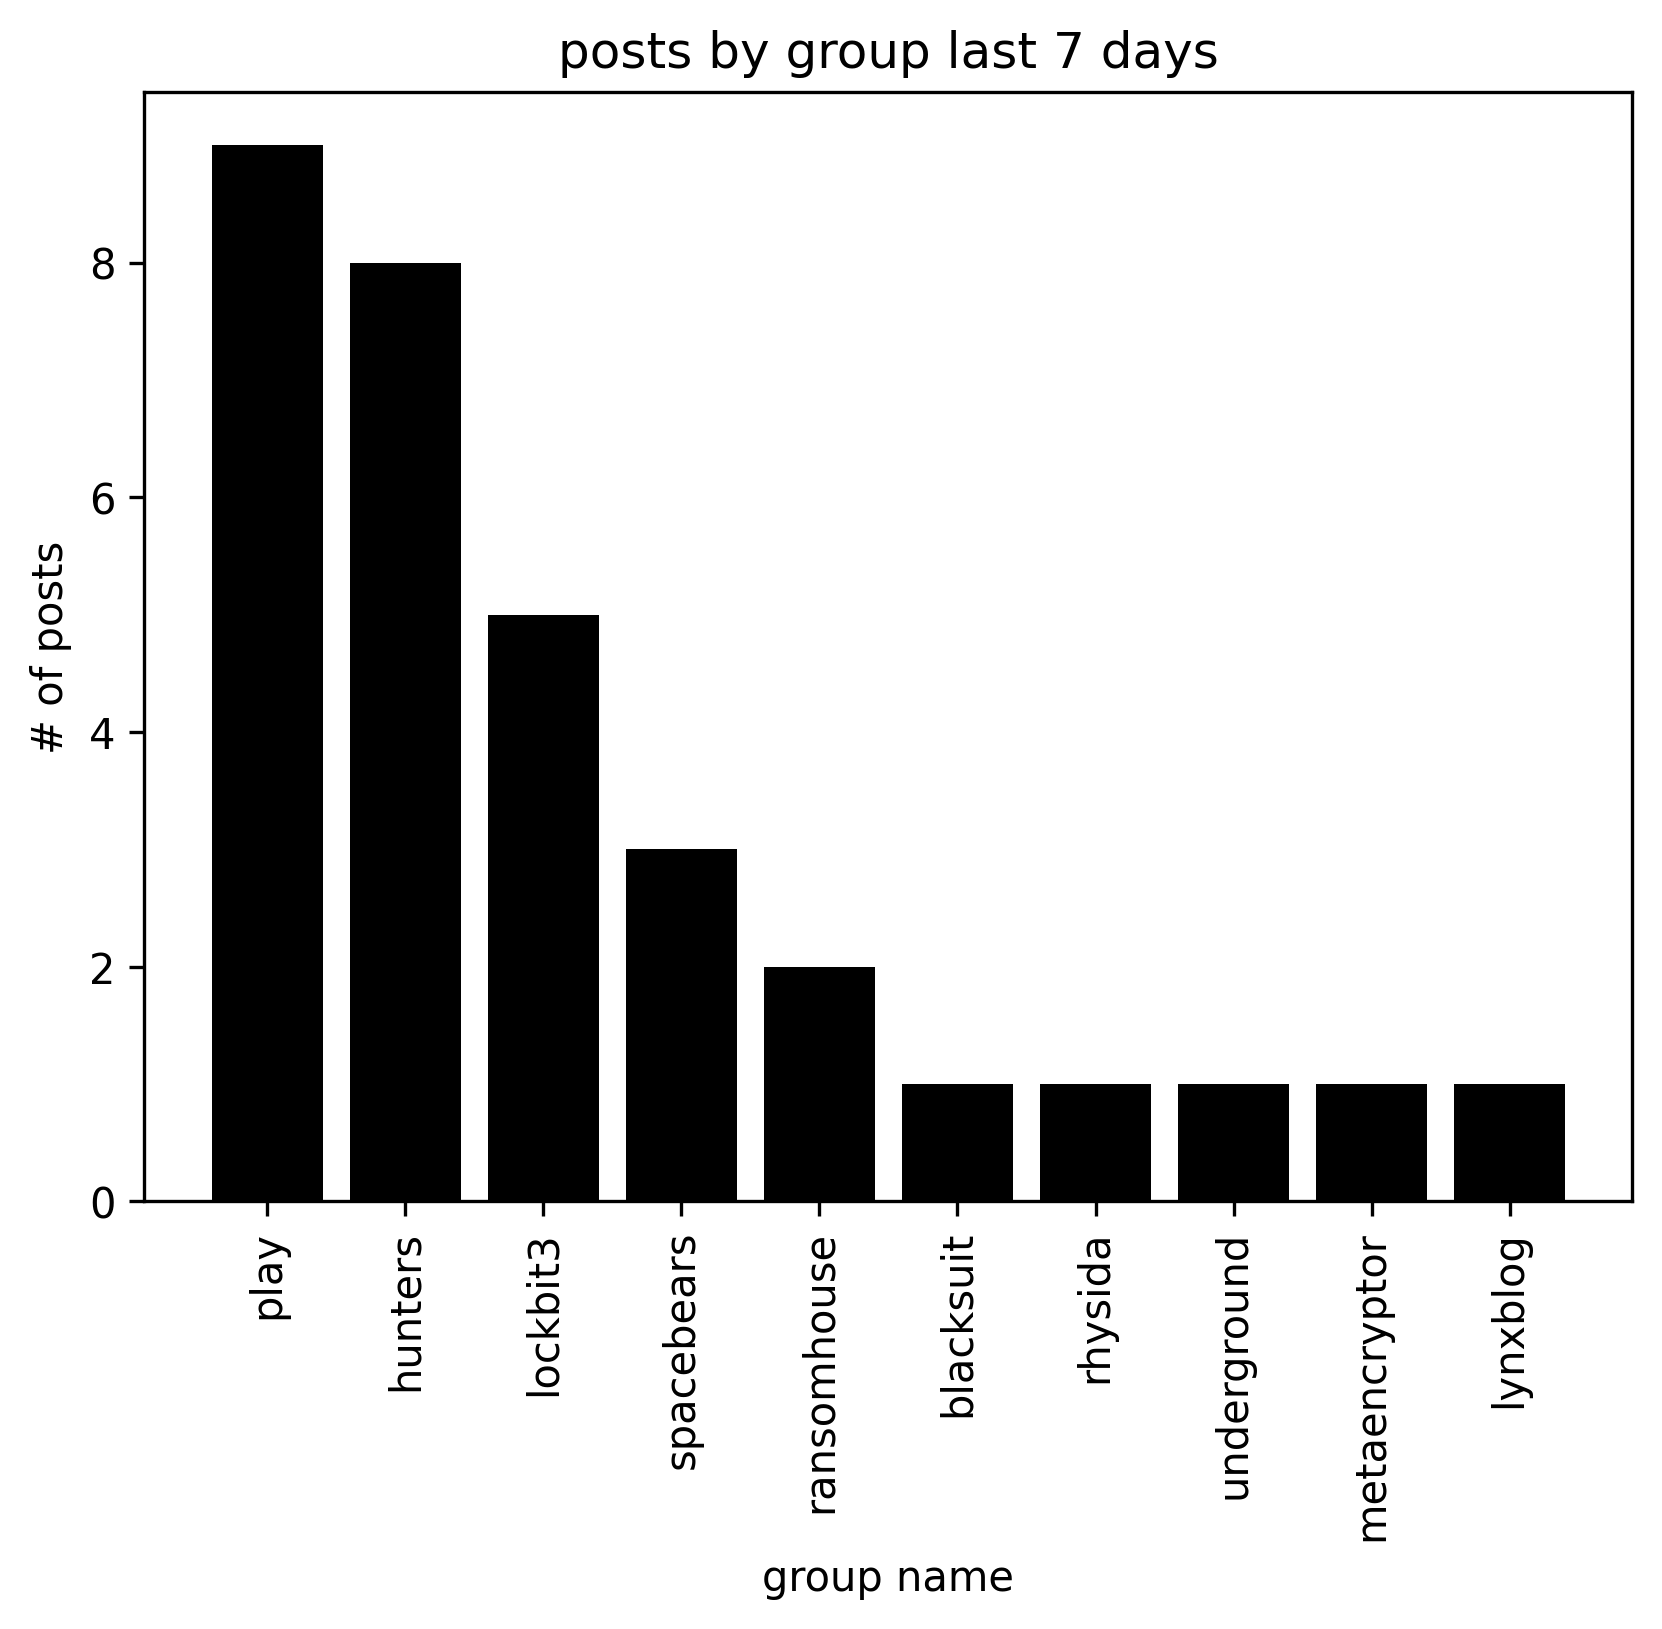 posts by group last 7 days
# of posts
8
6
4
2
0
play
hunters
lockbit3
spacebears
ransomhouse
blacksuit
rhysida
underground
metaencryptor
lynxblog
group name